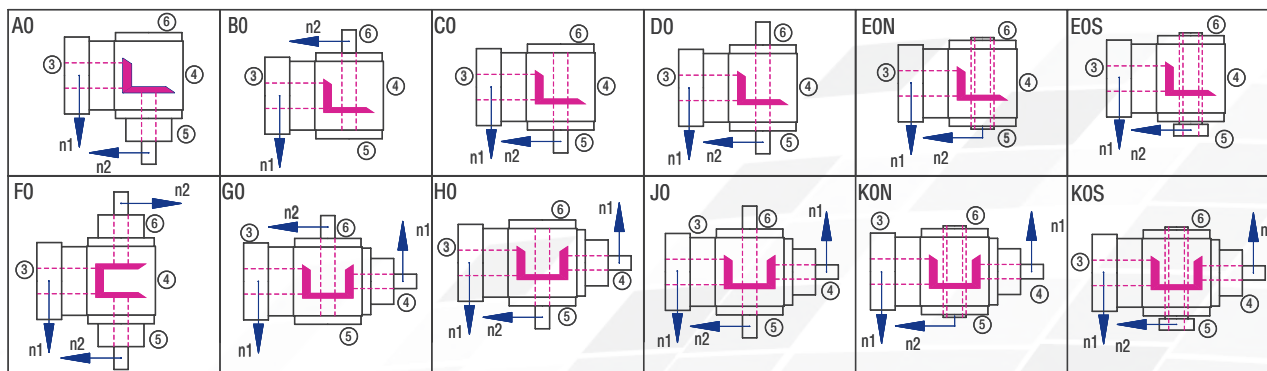 A0
⑥
③
④
⑤
n1
n2
B0
n2
⑥
③
④
n1
⑤
C0
⑥
③
④
n1
n2
⑤
D0
⑥
③
④
n1
n2
⑤
E0N
⑥
③
④
n1
n2
⑤
E0S
⑥
③
④
n1
n2
⑤
F0
n2
⑥
③
④
⑤
n1
n2
G0
n2
⑥
③
n1
④
n1
⑤
H0
⑥
n1
③
④
n1
n2
⑤
J0
⑥
n1
③
④
n1
n2
⑤
K0N
⑥
n1
③
④
n1
n2
⑤
K0S
⑥
n
③
④
n1
n2
⑤